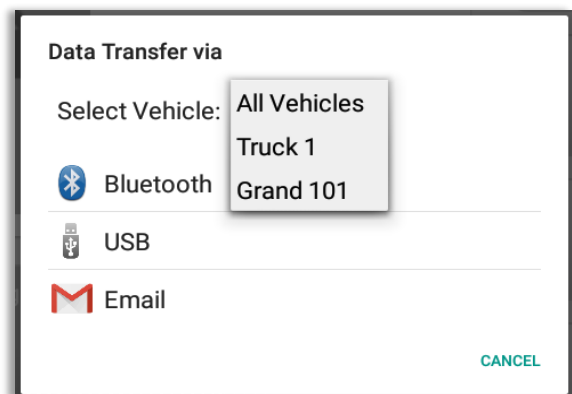 Data Transfer via
Select Vehicle:
All Vehicles
Truck 1
Grand 101
Bluetooth
USB
Email
CANCEL